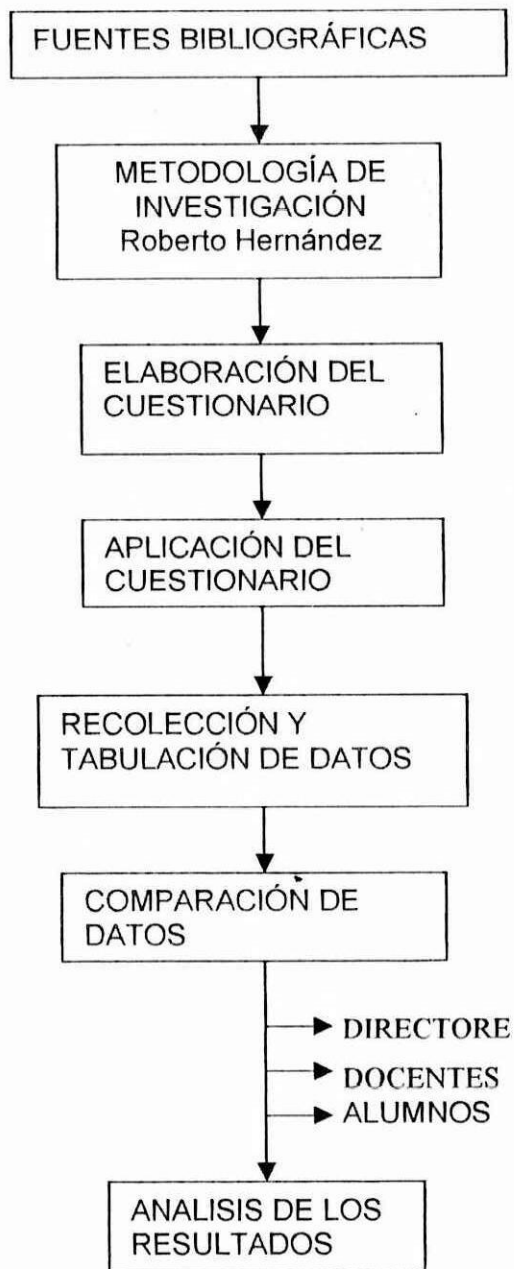 FUENTES BIBLIOGRÁFICAS
METODOLOGÍA DE
INVESTIGACIÓN
Roberto Hernández
ELABORACIÓN DEL
CUESTIONARIO
APLICACIÓN DEL
CUESTIONARIO
RECOLECCIÓN Y
TABULACIÓN DE DATOS
COMPARACIÓN DE
DATOS
DIRECTORE
DOCENTES
ALUMNOS
ANALISIS DE LOS
RESULTADOS